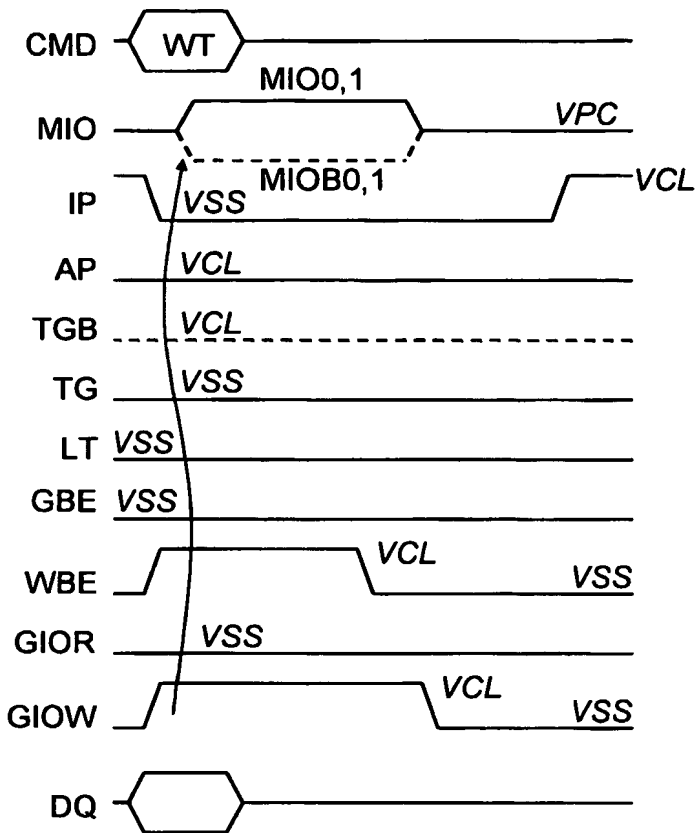 CMD WT
MIO0,1
MIO VPC
MIOB0,1
IP VSS VCL
AP VCL
TGB VCL
TG VSS
LT VSS
GBE VSS
WBE VCL VSS
GIOR VSS
GIOW VCL VSS
DQ